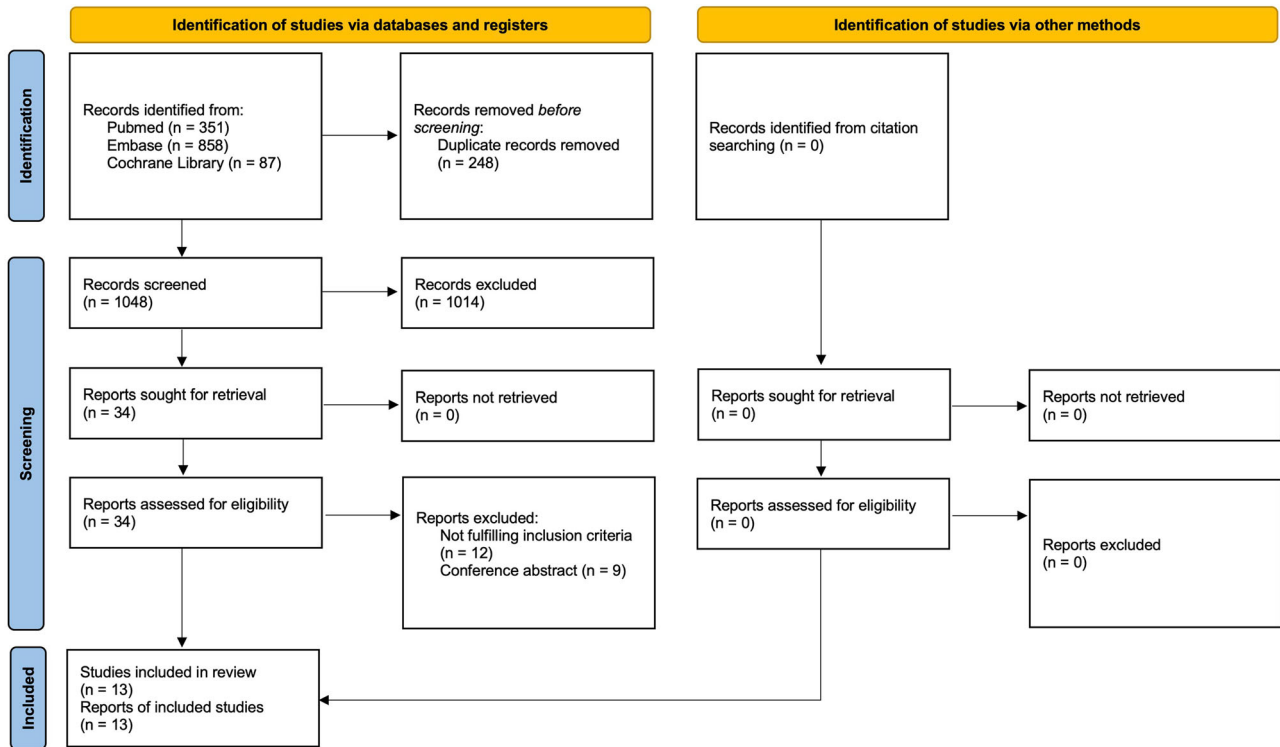 Identification of studies via databases and registers
Identification of studies via other methods
Identification
Records identified from:
Pubmed (n = 351)
Embase (n = 858)
Cochrane Library (n = 87)
Records removed before
screening:
Duplicate records removed
(n = 248)
Records identified from citation
searching (n = 0)
Screening
Records screened
(n = 1048)
Records excluded
(n = 1014)
Reports sought for retrieval
(n = 34)
Reports not retrieved
(n = 0)
Reports sought for retrieval
(n = 0)
Reports not retrieved
(n = 0)
Reports assessed for eligibility
(n = 34)
Reports excluded:
Not fulfilling inclusion criteria
(n = 12)
Conference abstract (n = 9)
Reports assessed for eligibility
(n = 0)
Reports excluded
(n = 0)
Included
Studies included in review
(n = 13)
Reports of included studies
(n = 13)